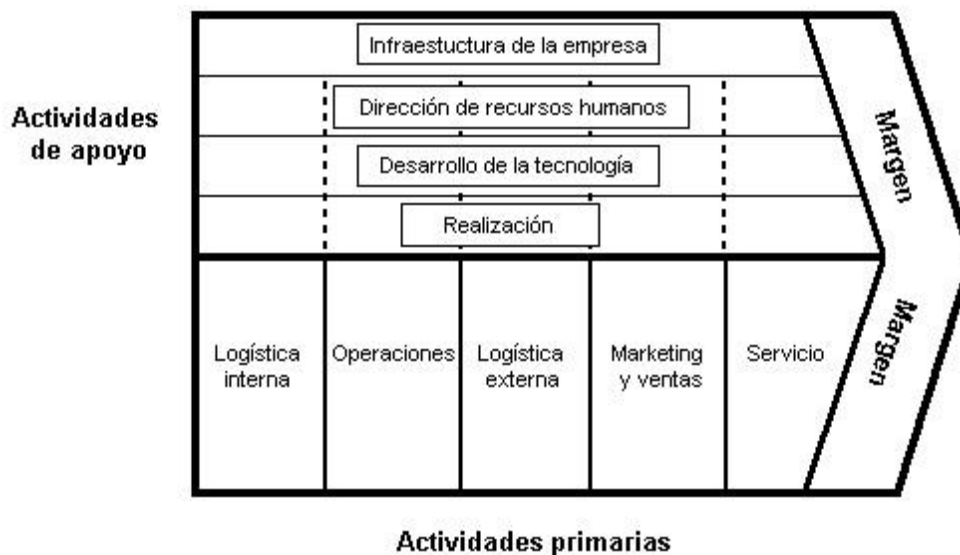 Infraestuctura de la empresa
Dirección de recursos humanos
Actividades
de apoyo
Desarrollo de la tecnología
Realización
Margen
Margen
Logística
interna
Operaciones
Logística
externa
Marketing
y ventas
Servicio
Actividades primarias